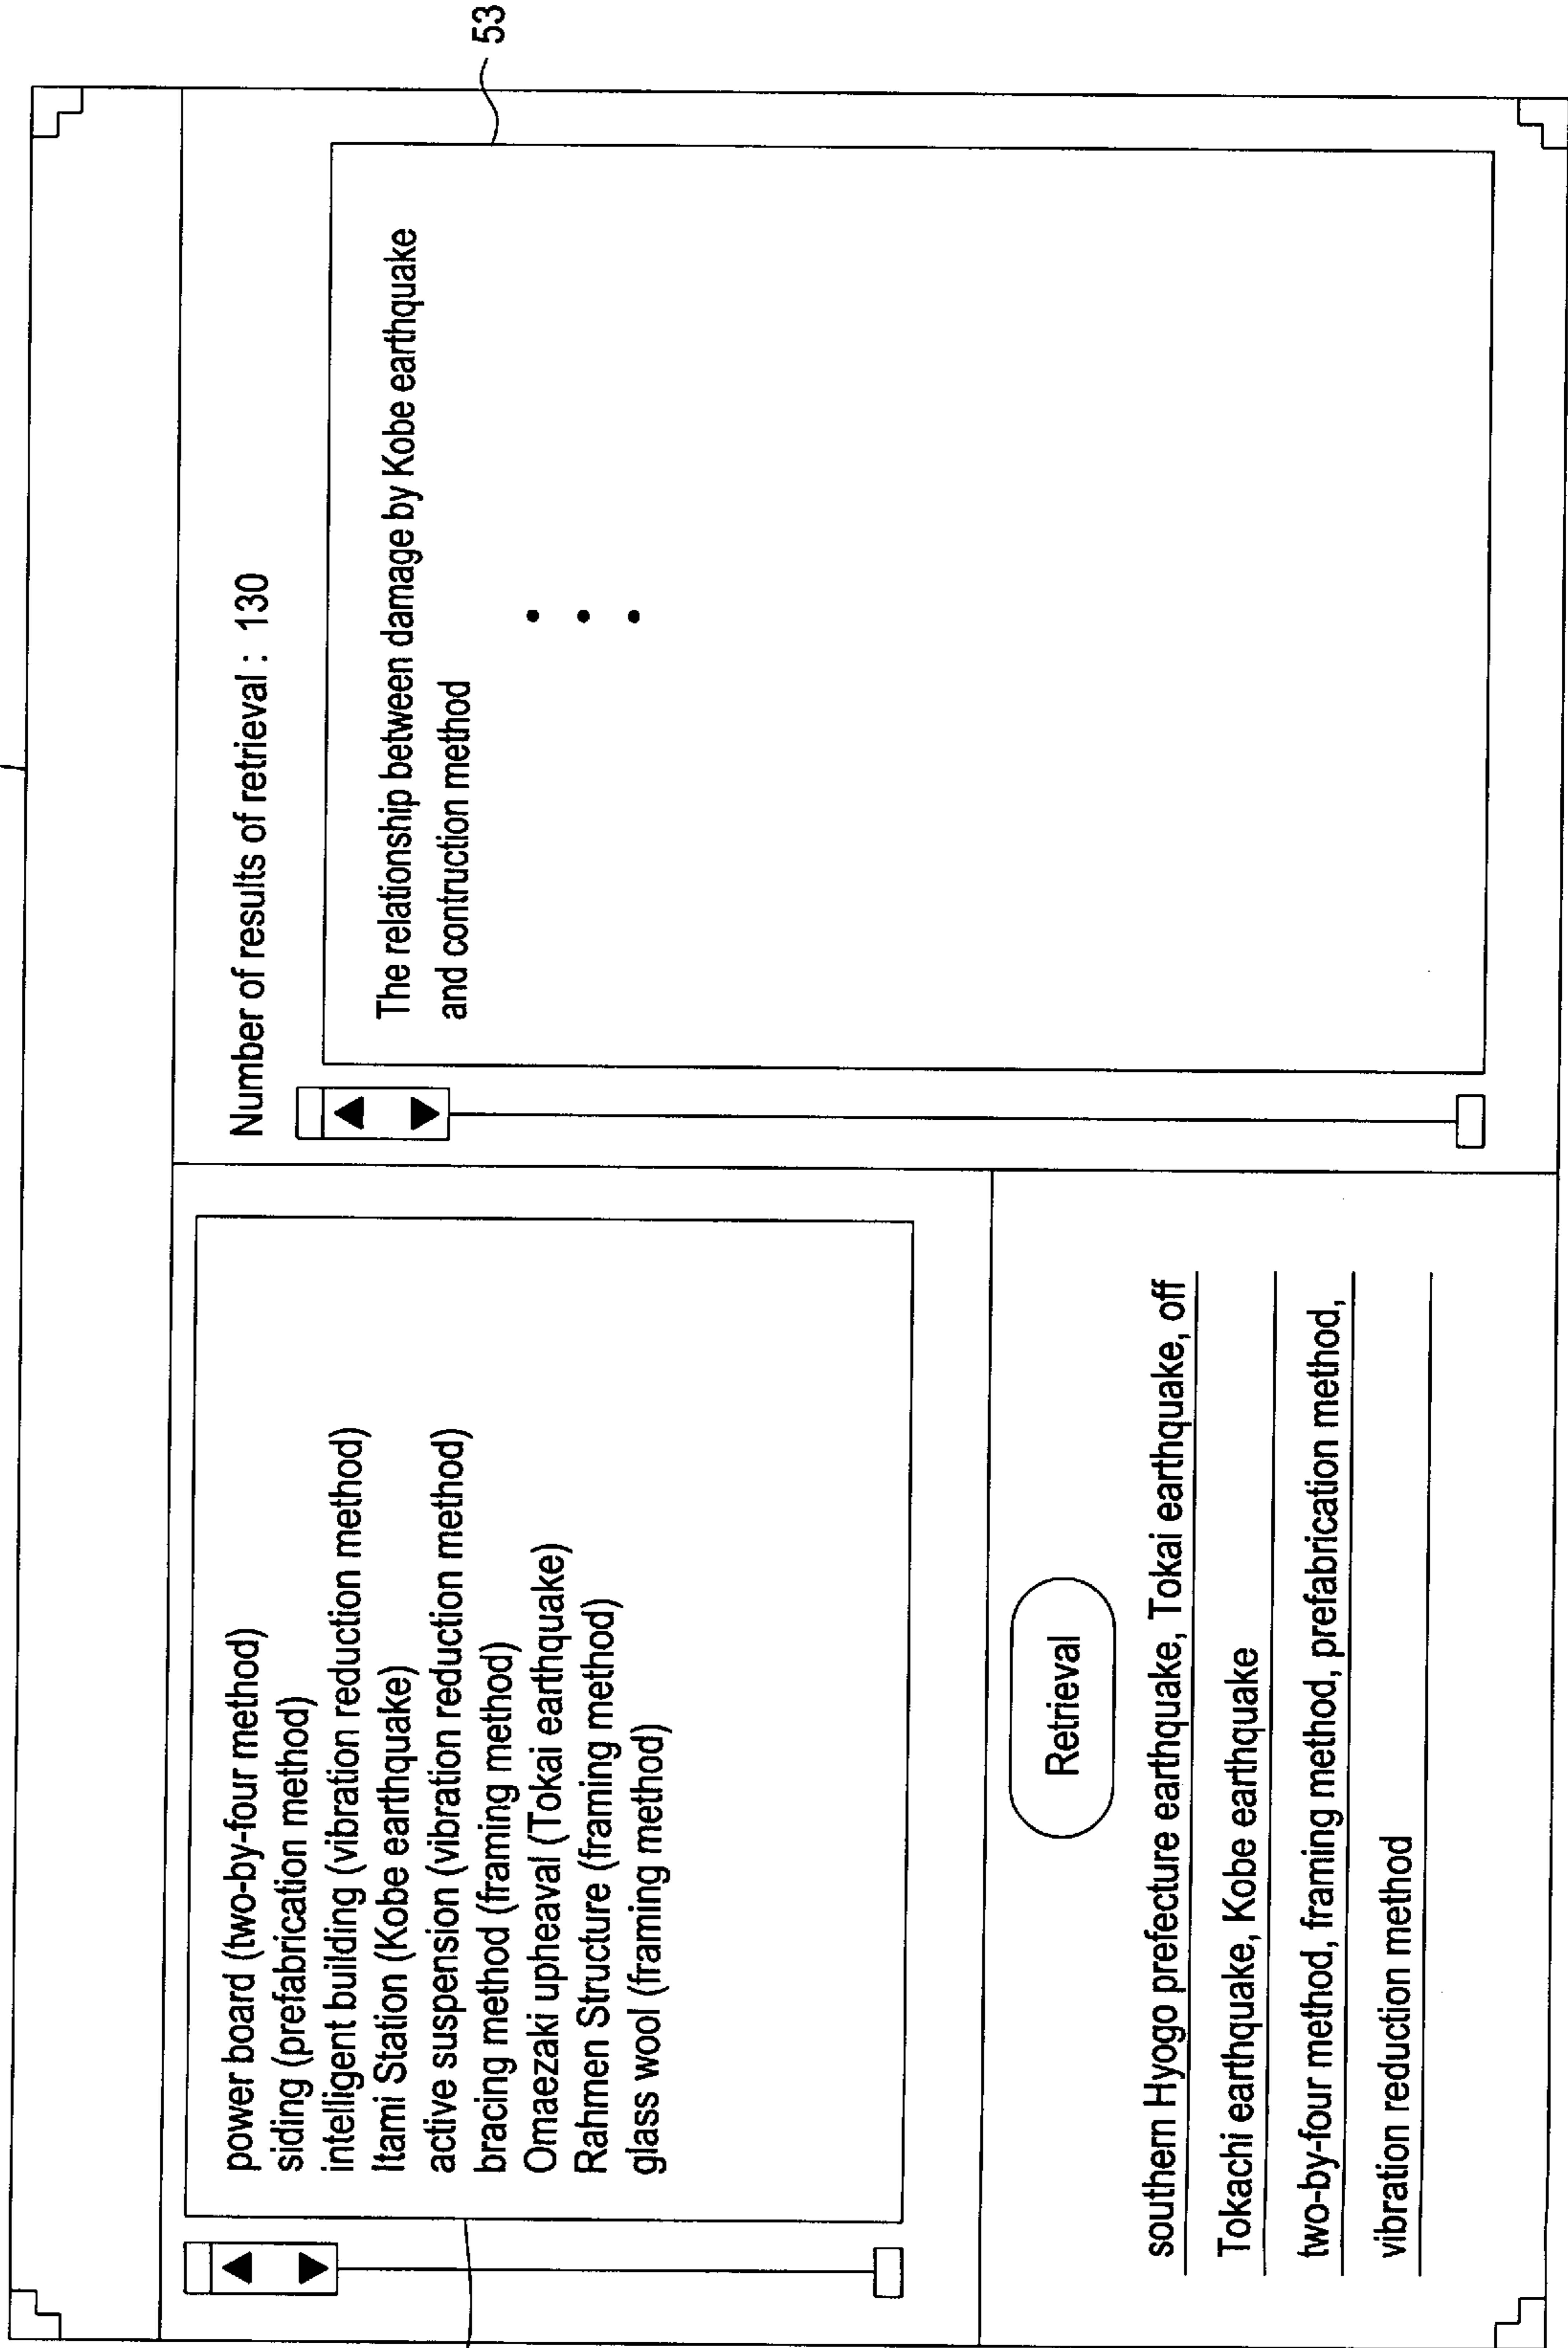 power board (two-by-four method)
siding (prefabrication method)
intelligent building (vibration reduction method)
Itami Station (Kobe earthquake)
active suspension (vibration reduction method)
bracing method (framing method)
Omaezaki upheaval (Tokai earthquake)
Rahmen Structure (framing method)
glass wool (framing method)
Retrieval
southern Hyogo prefecture earthquake, Tokai earthquake, off
Tokachi earthquake, Kobe earthquake
two-by-four method, framing method, prefabrication method,
vibration reduction method
Number of results of retrieval : 130
The relationship between damage by Kobe earthquake
and contruction method
53